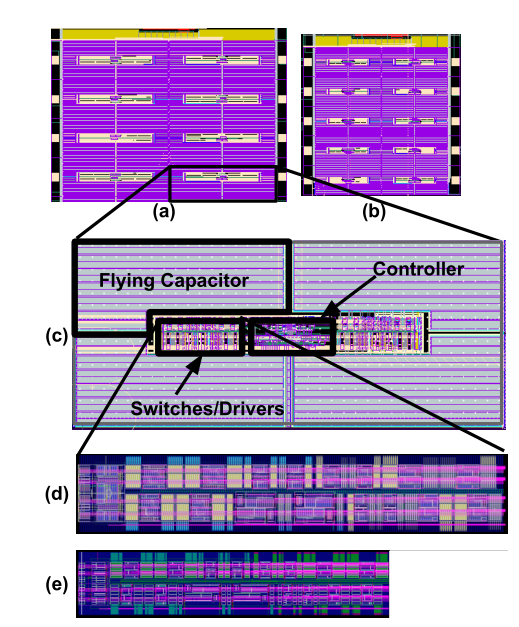 (a)
(b)
Flying Capacitor
Controller
(c)
Switches/Drivers
(d)
(e)